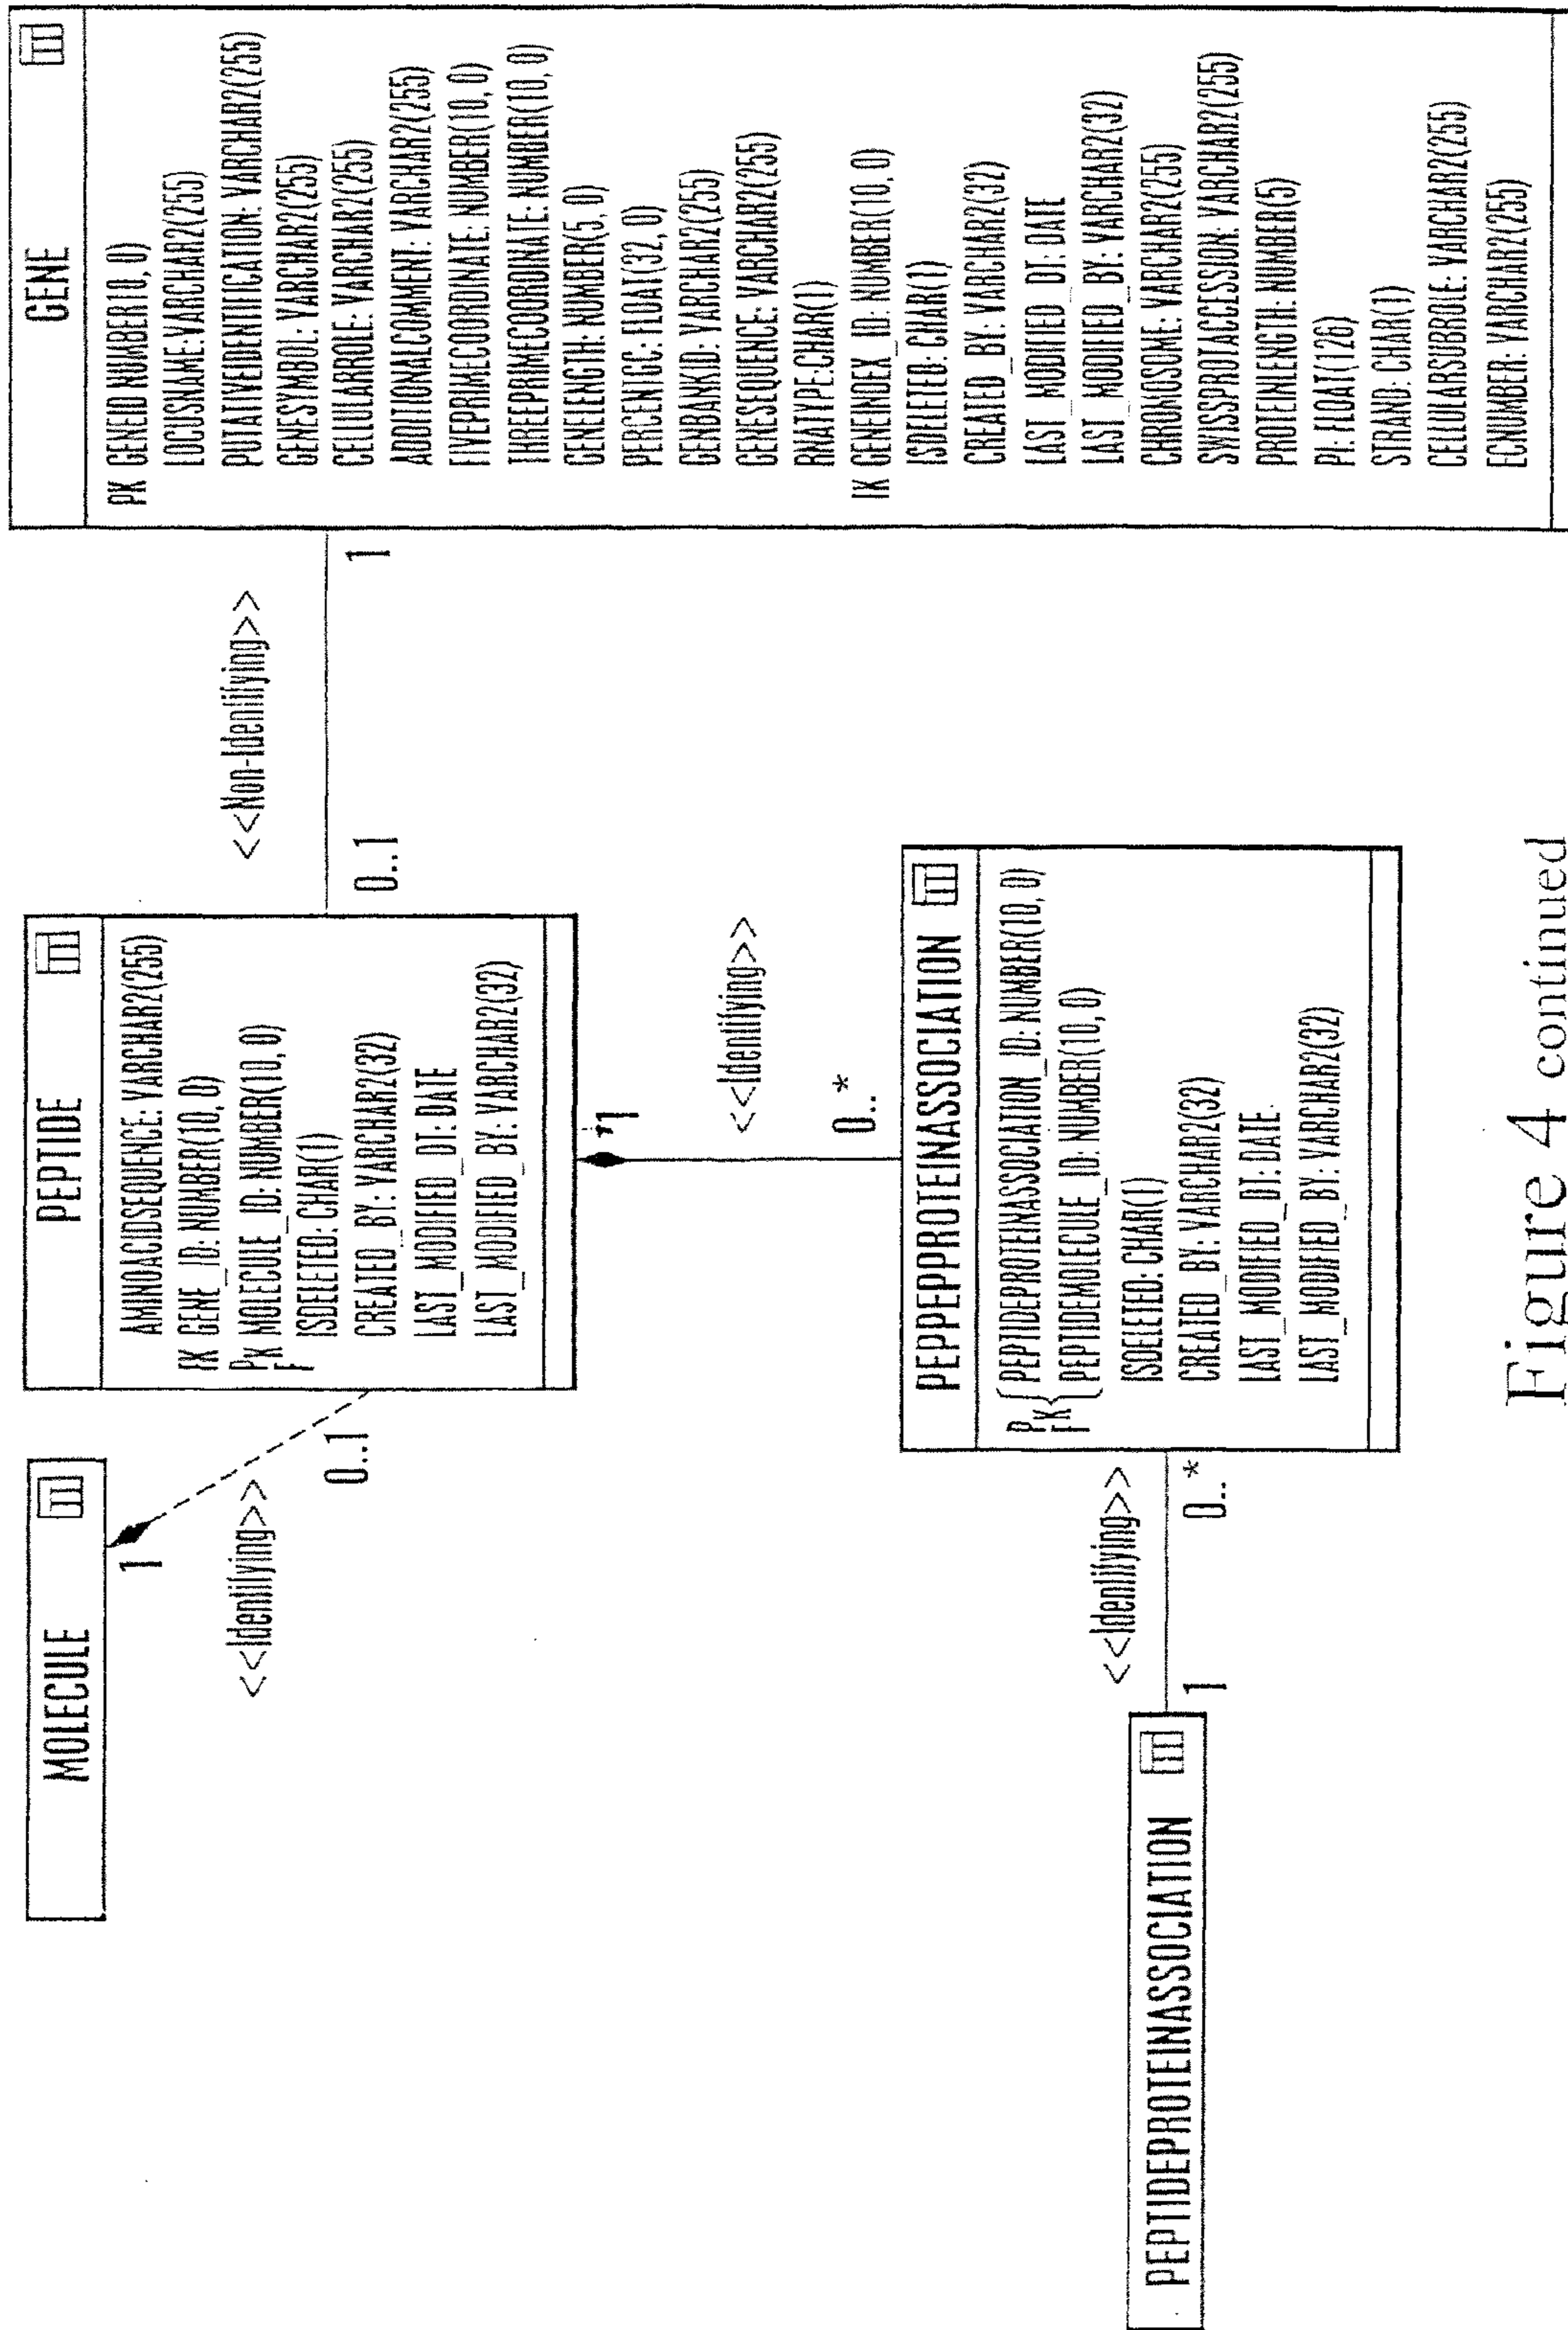 MOLECULE
1
<<Identifying>>
0..1
PEPTIDE
AMINOACIDSEQUENCE: VARCHAR2(255)
FK GENE_ID: NUMBER(10, 0)
PK MOLECULE_ID: NUMBER(10, 0)
F
ISDELETED: CHAR(1)
CREATED_BY: VARCHAR2(32)
LAST_MODIFIED_DT: DATE
LAST_MODIFIED_BY: VARCHAR2(32)
<<Non-Identifying>>
0..1
1
GENE
PK GENEID NUMBER10, 0)
LOCUSNAME:VARCHAR2(255)
PUTATIVEIDENTIFICATION: VARCHAR2(255)
GENESYMBOL: VARCHAR2(255)
CELLULARROLE: VARCHAR2(255)
ADDITIONALCOMMENT: VARCHAR2(255)
FIVEPRIMECOORDINATE: NUMBER(10, 0)
THREEPRIMECOORDINATE: NUMBER(10, 0)
GENELENGTH: NUMBER(5, 0)
PERCENTGC: FLOAT(32, 0)
GENBANKID: VARCHAR2(255)
GENESEQUENCE: VARCHAR2(255)
RNATYPE:CHAR(1)
FK GENEINDEX_ID: NUMBER(10, 0)
ISDELETED: CHAR(1)
CREATED_BY: VARCHAR2(32)
LAST_MODIFIED_DT: DATE
LAST_MODIFIED_BY: VARCHAR2(32)
CHROMOSOME: VARCHAR2(255)
SWISSPROTACCESSION: VARCHAR2(255)
PROTEINLENGTH: NUMBER(5)
PI: FLOAT(126)
STRAND: CHAR(1)
CELLULARSUBROLE: VARCHAR2(255)
ECNUMBER: VARCHAR2(255)
1
<<Identifying>>
0..*
PEPPEPPROTEINASSOCIATION
PEPTIDEPROTEINASSOCIATION_ID: NUMBER(10, 0)
PFK PEPTIDEMOLECULE_ID: NUMBER(10, 0)
ISDELETED: CHAR(1)
CREATED_BY: VARCHAR2(32)
LAST_MODIFIED_DT: DATE
LAST_MODIFIED_BY: VARCHAR2(32)
PEPTIDEPROTEINASSOCIATION
1
<<Identifying>>
0..*
Figure 4 continued